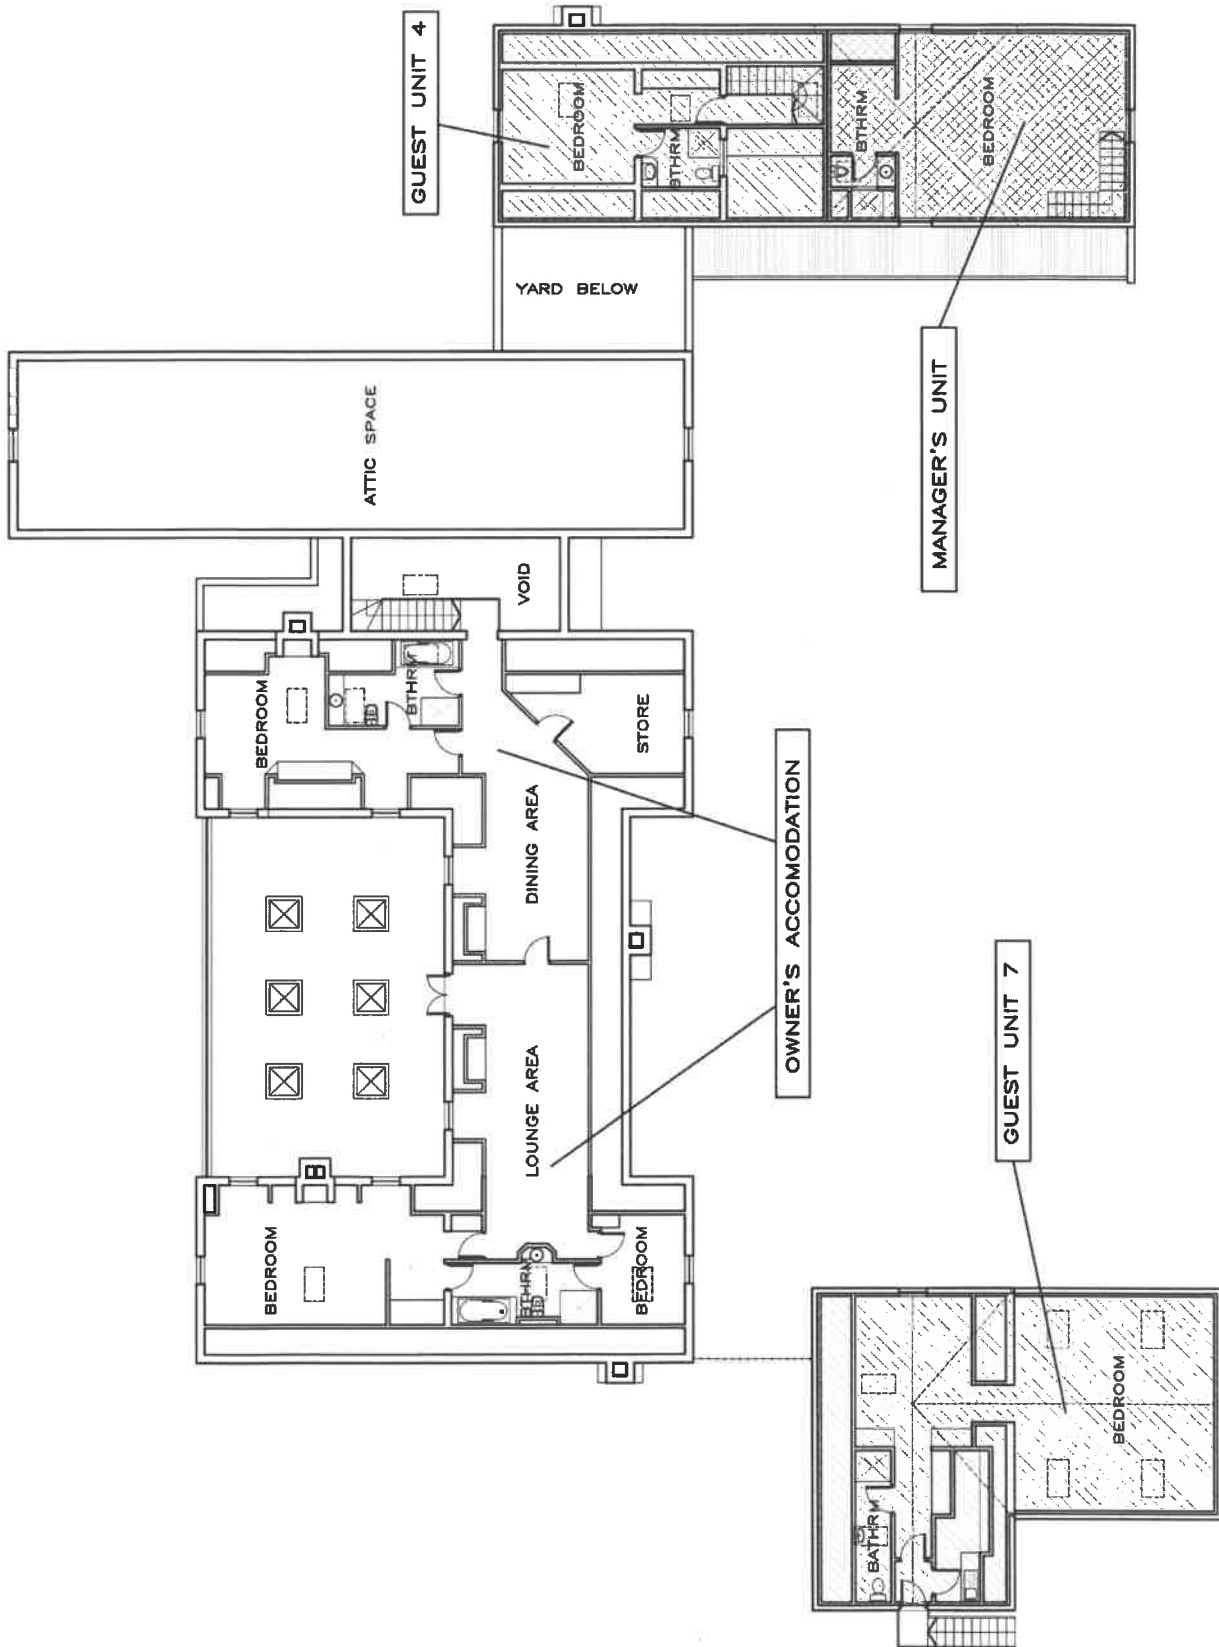 GUEST UNIT 7
BEDROOM
BATHRM
OWNER'S ACCOMODATION
BEDROOM
BTHRM
BEDROOM
LOUNGE AREA
DINING AREA
STORE
BEDROOM
BTHRM
VOID
ATTIC SPACE
YARD BELOW
MANAGER'S UNIT
BEDROOM
BTHRM
GUEST UNIT 4
BEDROOM
BTHRM